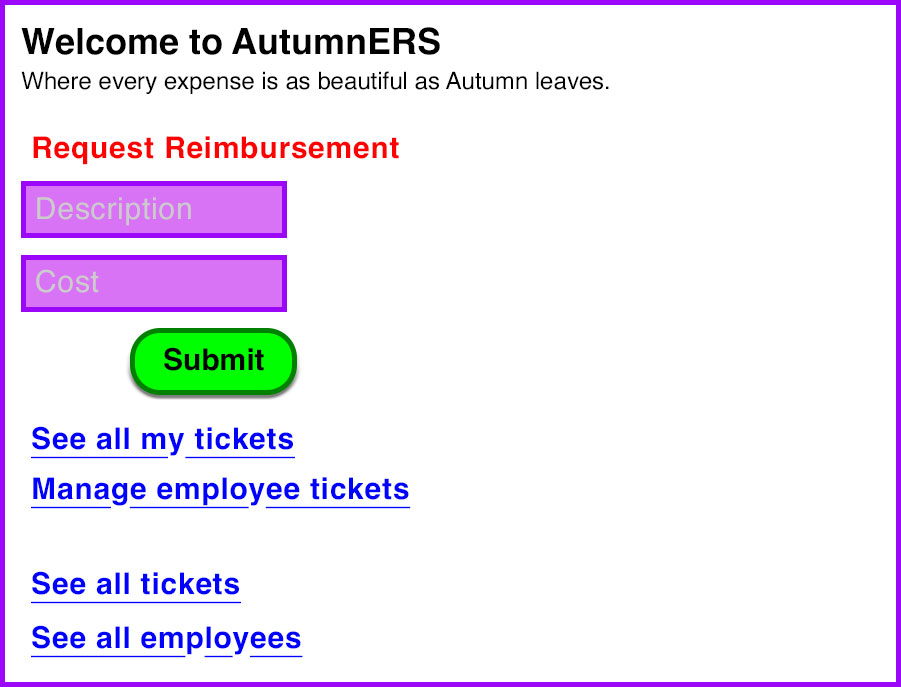 Welcome to AutumnERS
Where every expense is as beautiful as Autumn leaves.
Request Reimbursement
Description
Cost
Submit
See all my tickets
Manage employee tickets
See all tickets
See all employees